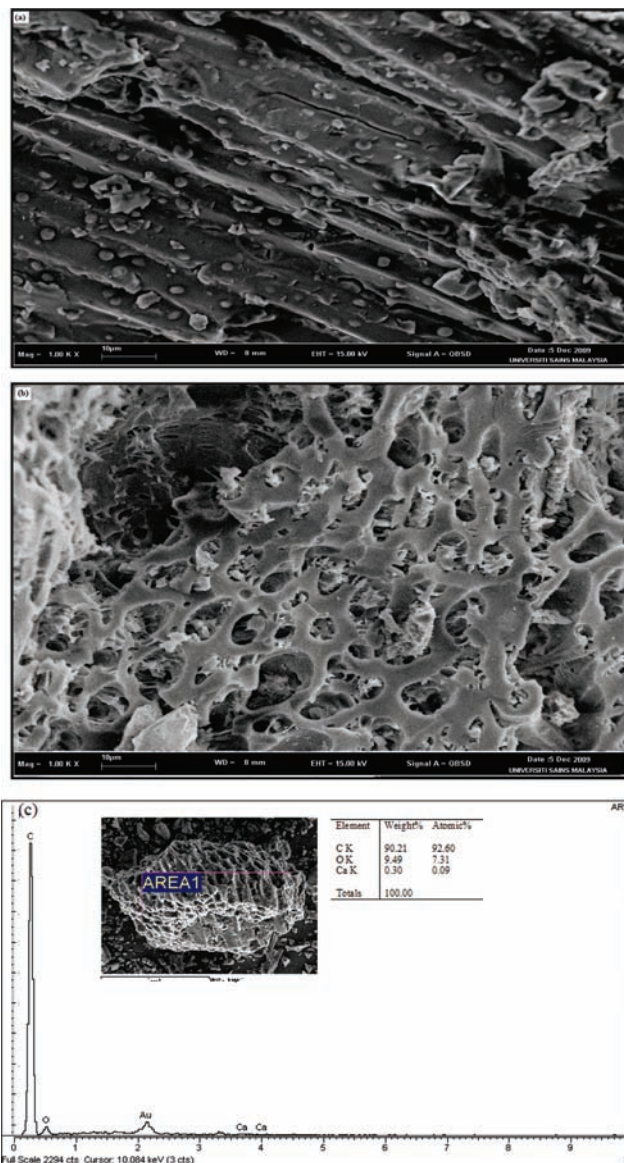 (a)
Mag = 1.00 K X 10µm WD = 8 mm EHT = 15.00 kV Signal A = QBSD Date :5 Dec 2009
UNIVERSITI SAINS MALAYSIA
(b)
Mag = 1.00 K X 10µm WD = 8 mm EHT = 15.00 kV Signal A = QBSD Date :5 Dec 2009
UNIVERSITI SAINS MALAYSIA
(c)
AR
C
AREA1
Element Weight% Atomic%
C K 90.21 92.60
O K 9.49 7.31
Ca K 0.30 0.09
Totals 100.00
O Au Ca Ca
0 1 2 3 4 5 6 7 8 9
Full Scale 2294 cts Cursor: 10.084 keV (3 cts)